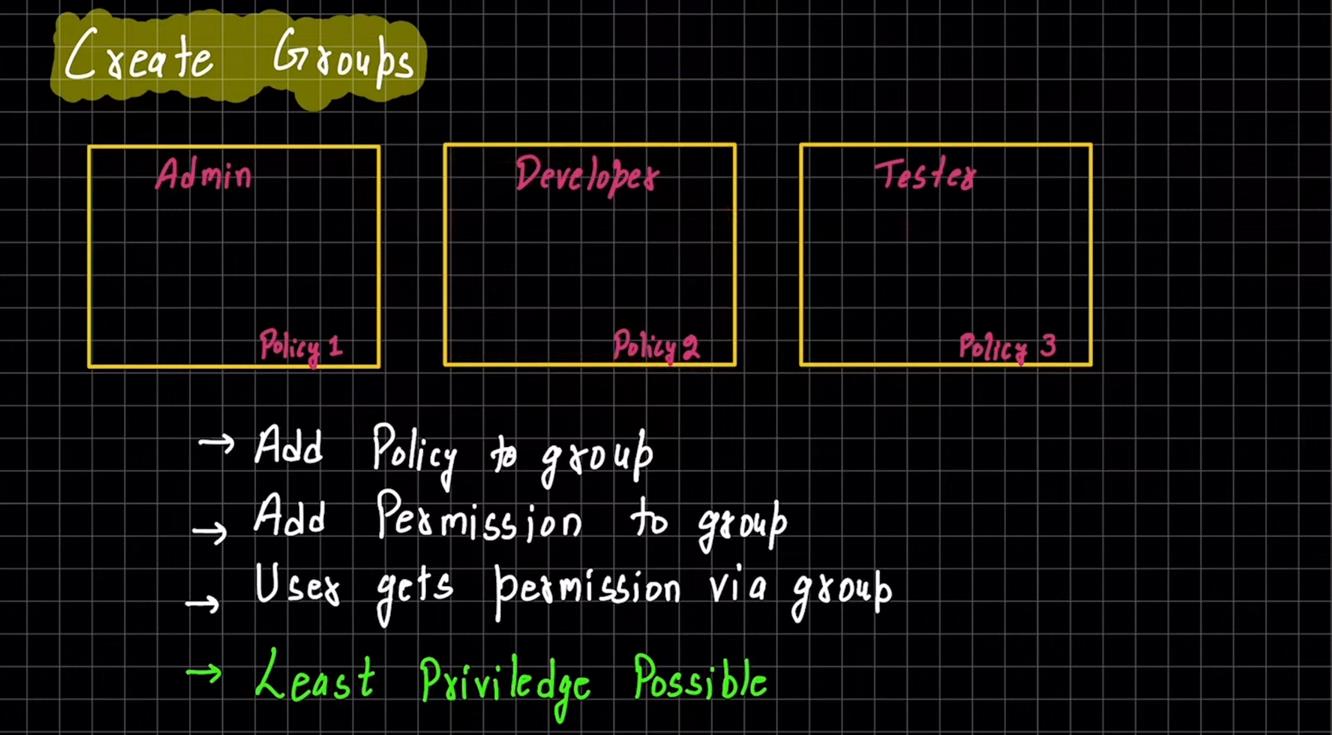 Create Groups
Admin
Policy 1
Developer
Policy 2
Tester
Policy 3
→ Add Policy to group
→ Add Permission to group
→ User gets permission via group
→ Least Priviledge Possible